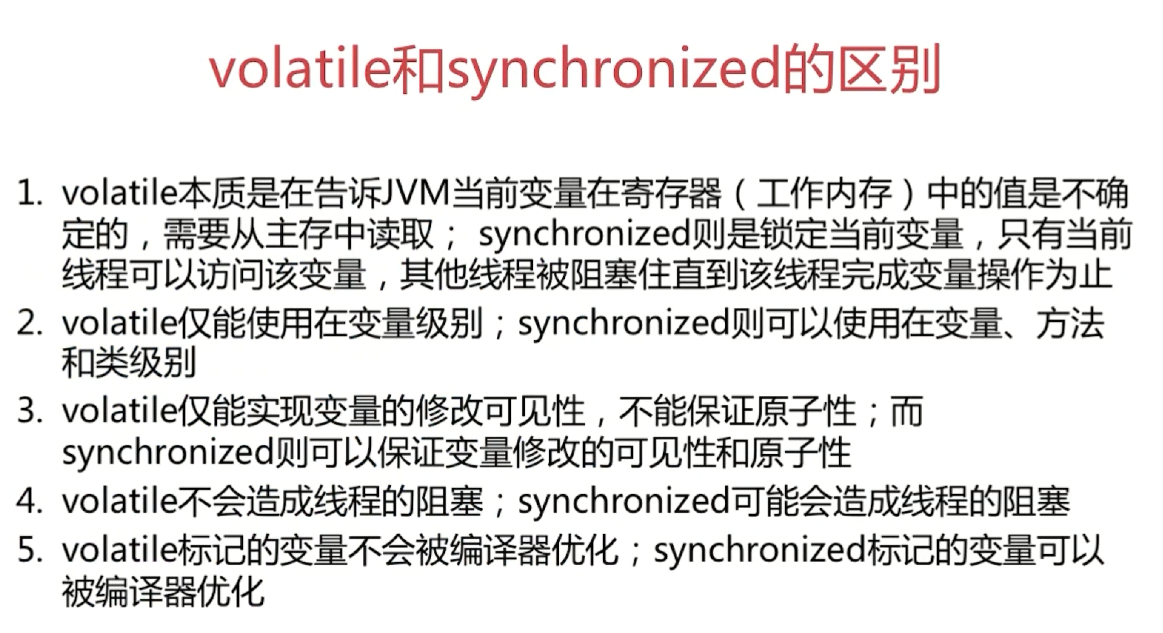 volatile和synchronized的区别
1. volatile本质是在告诉JVM当前变量在寄存器（工作内存）中的值是不确
定的，需要从主存中读取； synchronized则是锁定当前变量，只有当前
线程可以访问该变量，其他线程被阻塞住直到该线程完成变量操作为止
2. volatile仅能使用在变量级别；synchronized则可以使用在变量、方法
和类级别
3. volatile仅能实现变量的修改可见性，不能保证原子性；而
synchronized则可以保证变量修改的可见性和原子性
4. volatile不会造成线程的阻塞；synchronized可能会造成线程的阻塞
5. volatile标记的变量不会被编译器优化；synchronized标记的变量可以
被编译器优化